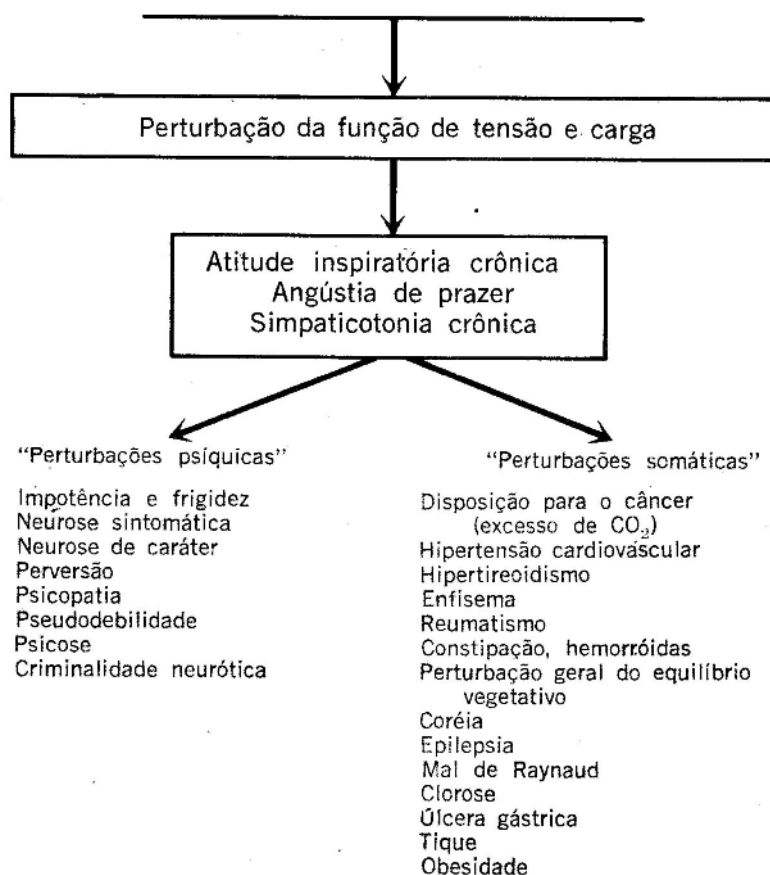 Perturbação da função de tensão e carga
Atitude inspiratória crônica
Angústia de prazer
Simpaticotonia crônica
"Perturbações psíquicas"
Impotência e frigidez
Neurose sintomática
Neurose de caráter
Perversão
Psicopatia
Pseudodebilidade
Psicose
Criminalidade neurótica
"Perturbações somáticas"
Disposição para o câncer
(excesso de CO₂)
Hipertensão cardiovascular
Hipertireoidismo
Enfisema
Reumatismo
Constipação, hemorróidas
Perturbação geral do equilíbrio
vegetativo
Coréia
Epilepsia
Mal de Raynaud
Clorose
Úlcera gástrica
Tique
Obesidade